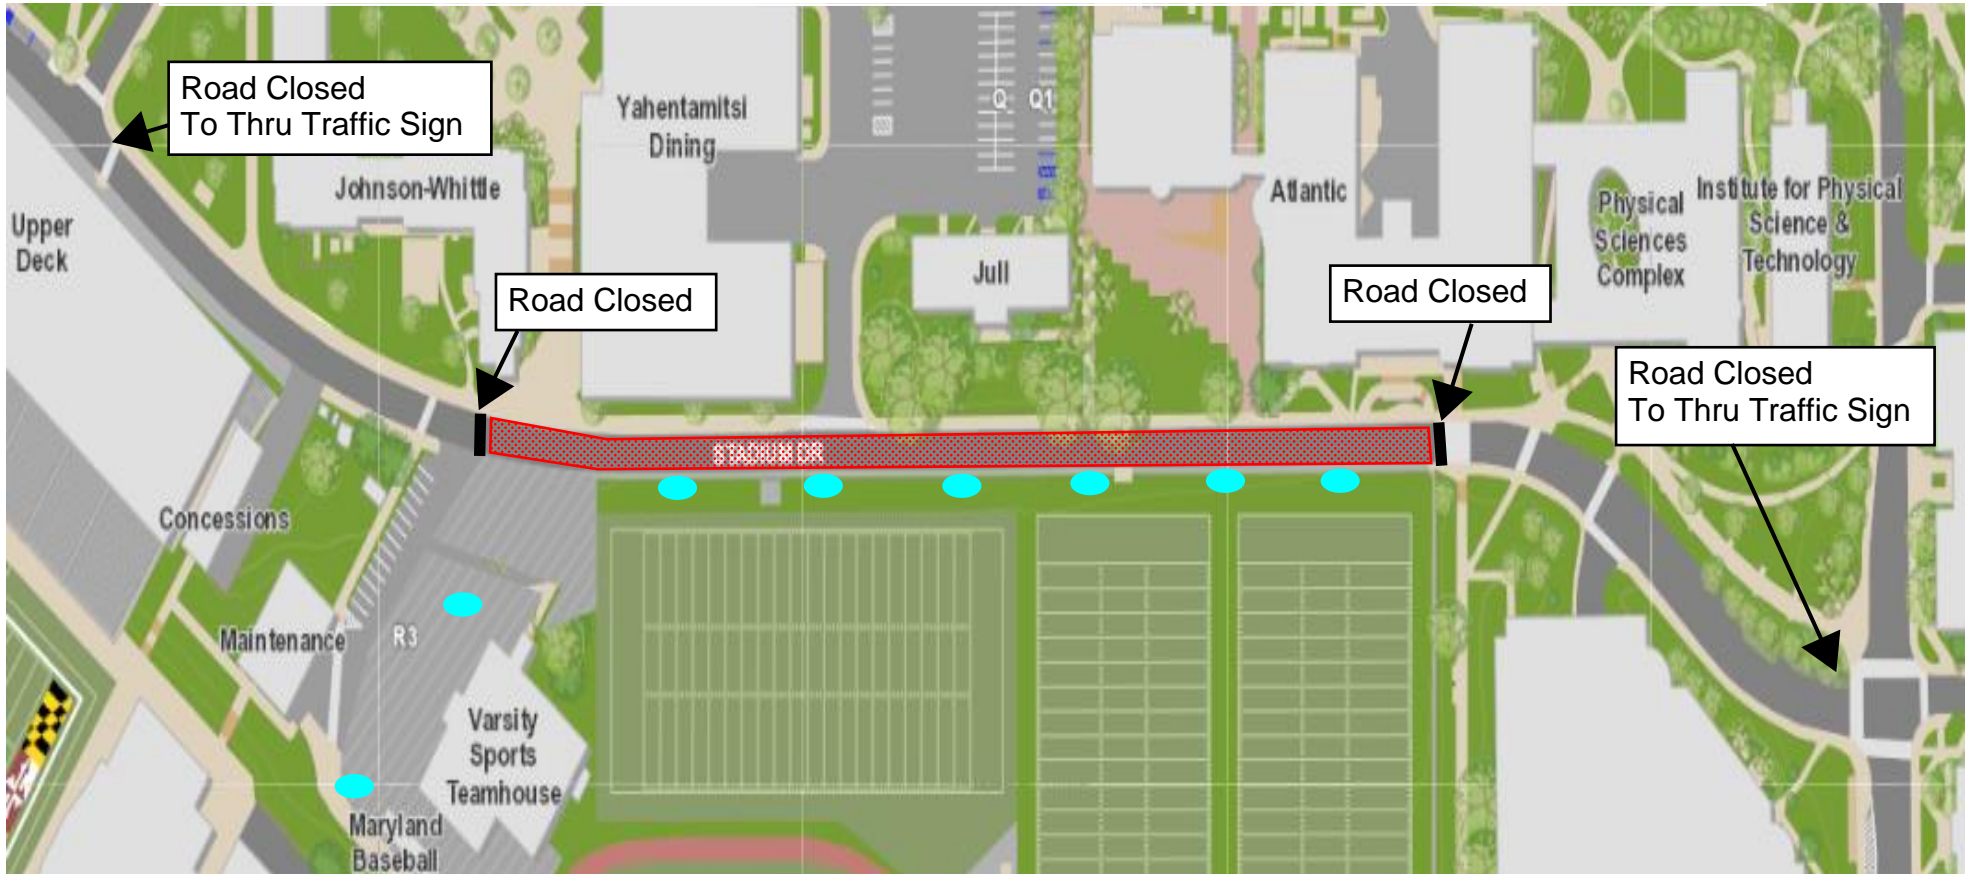 Road Closed
To Thru Traffic Sign
Yahentamitsi
Dining
Q
Q1
Johnson-Whittle
Atlantic
Physical
Sciences
Complex
Institute for Physical
Science &
Technology
Upper
Deck
Jull
Road Closed
Road Closed
Road Closed
To Thru Traffic Sign
STADIUM DR
Concessions
Maintenance
R3
Varsity
Sports
Teamhouse
Maryland
Baseball